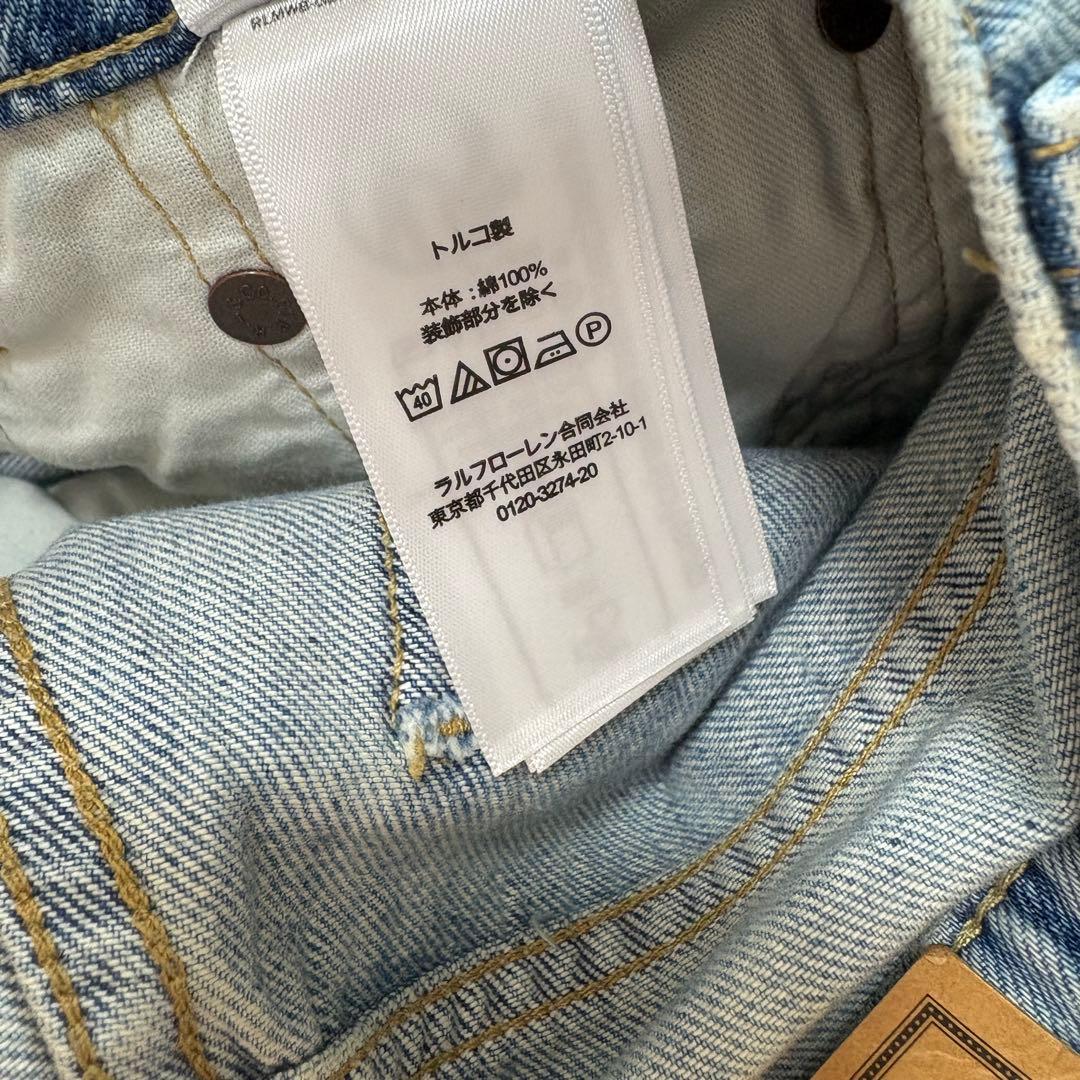 トルコ製
本体：綿100%
装飾部分を除く
40 P
ラルフローレン合同会社
東京都千代田区永田町2-10-1
0120-3274-20